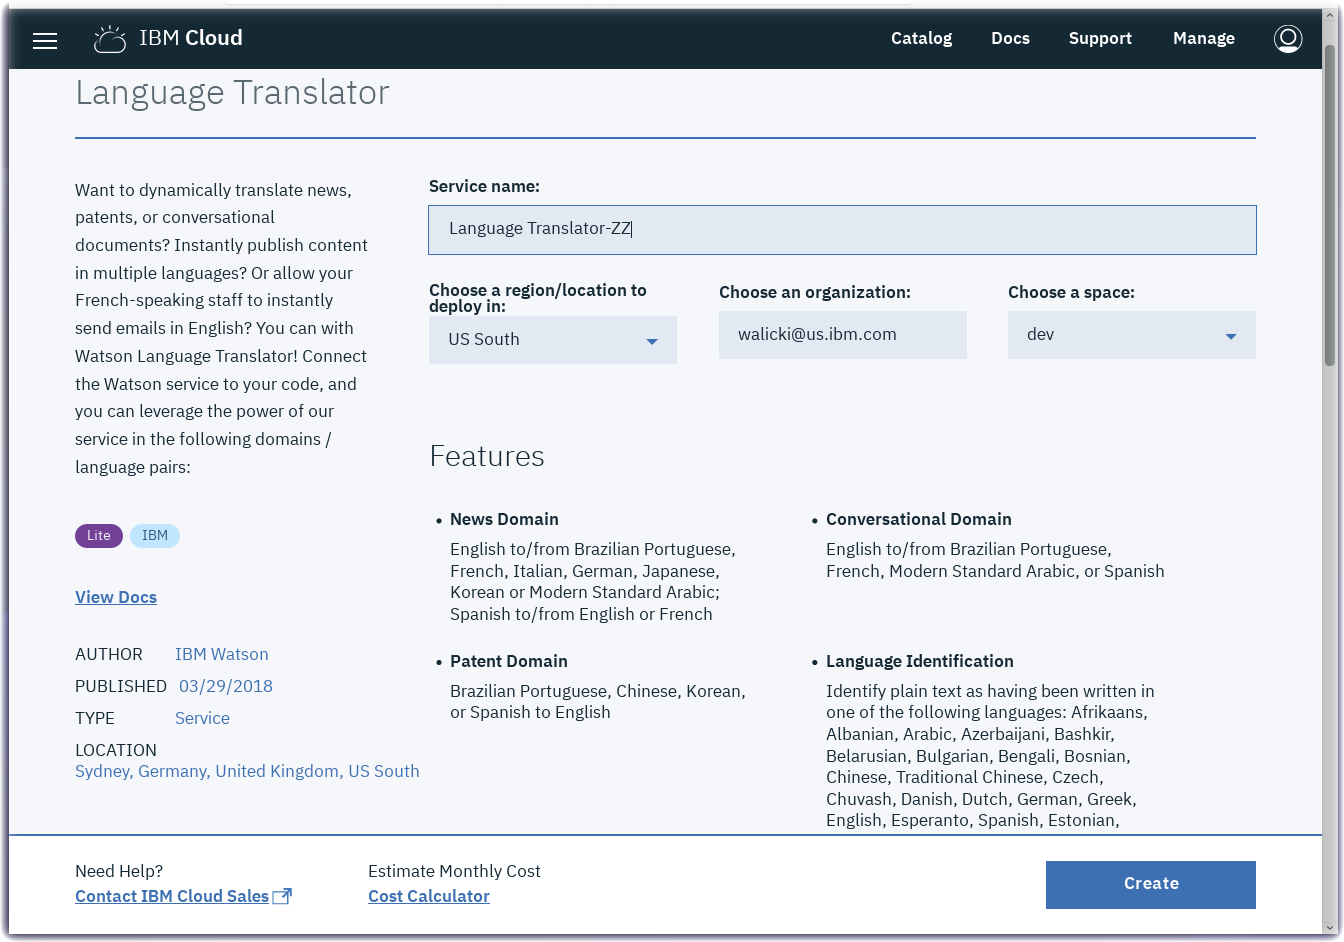 IBM Cloud
Catalog Docs Support Manage
Language Translator
Want to dynamically translate news,
patents, or conversational
documents? Instantly publish content
in multiple languages? Or allow your
French-speaking staff to instantly
send emails in English? You can with
Watson Language Translator! Connect
the Watson service to your code, and
you can leverage the power of our
service in the following domains /
language pairs:
Lite IBM
View Docs
AUTHOR IBM Watson
PUBLISHED 03/29/2018
TYPE Service
LOCATION
Sydney, Germany, United Kingdom, US South
Service name:
Language Translator-ZZ
Choose a region/location to
deploy in:
US South
Choose an organization:
walicki@us.ibm.com
Choose a space:
dev
Features
• News Domain
English to/from Brazilian Portuguese,
French, Italian, German, Japanese,
Korean or Modern Standard Arabic;
Spanish to/from English or French
• Conversational Domain
English to/from Brazilian Portuguese,
French, Modern Standard Arabic, or Spanish
• Patent Domain
Brazilian Portuguese, Chinese, Korean,
or Spanish to English
• Language Identification
Identify plain text as having been written in
one of the following languages: Afrikaans,
Albanian, Arabic, Azerbaijani, Bashkir,
Belarusian, Bulgarian, Bengali, Bosnian,
Chinese, Traditional Chinese, Czech,
Chuvash, Danish, Dutch, German, Greek,
English, Esperanto, Spanish, Estonian,
Need Help?
Contact IBM Cloud Sales
Estimate Monthly Cost
Cost Calculator
Create